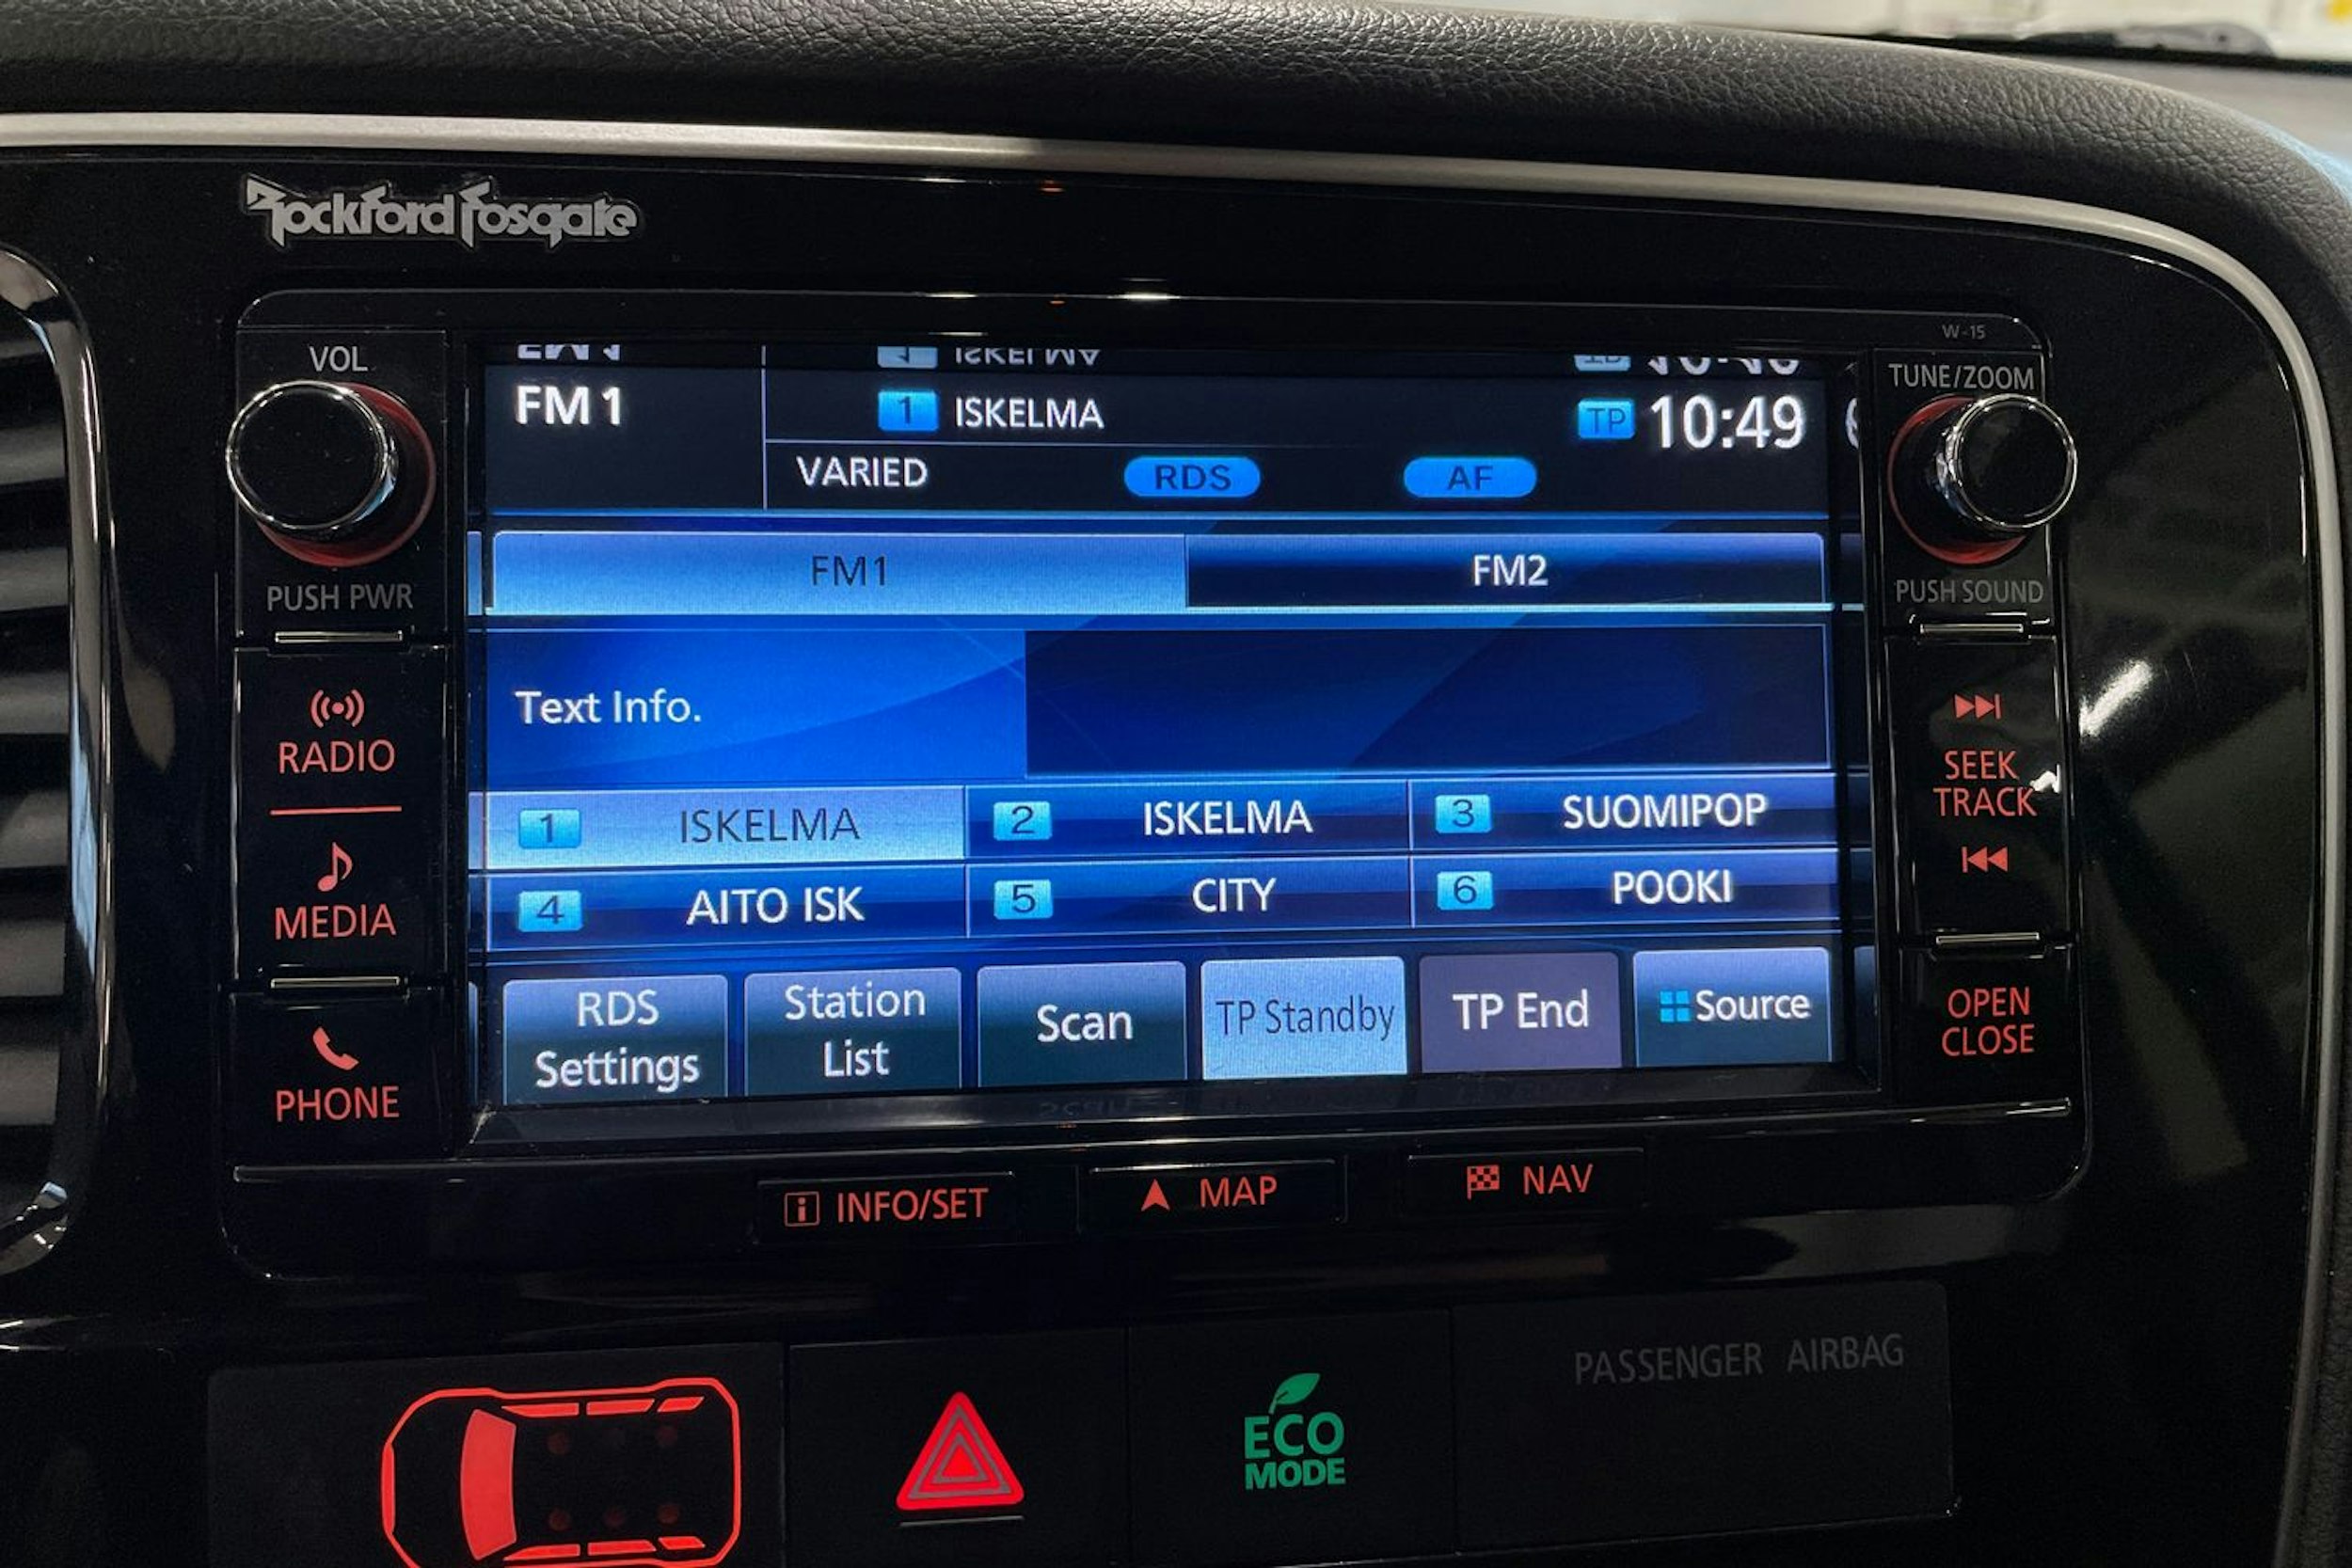 Rockford Fosgate
W-15
VOL
PUSH PWR
RADIO
MEDIA
PHONE
FM1
1 ISKELMA
TP 10:49
VARIED RDS AF
FM1 FM2
Text Info.
1 ISKELMA 2 ISKELMA 3 SUOMIPOP
4 AITO ISK 5 CITY 6 POOKI
RDS
Settings
Station
List
Scan
TP Standby
TP End
Source
TUNE/ZOOM
PUSH SOUND
SEEK
TRACK
OPEN
CLOSE
INFO/SET MAP NAV
ECO
MODE
PASSENGER AIRBAG